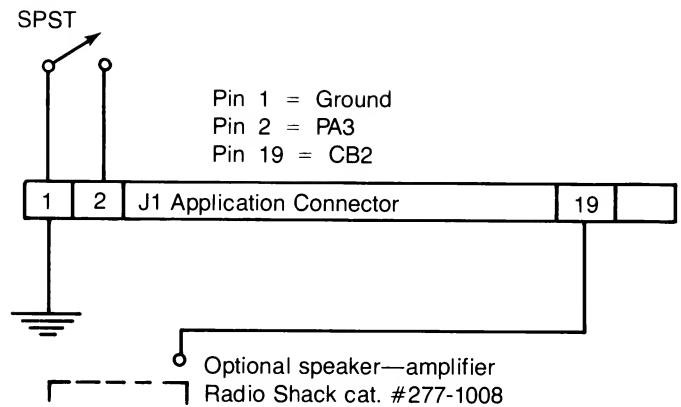 SPST
Pin 1 = Ground
Pin 2 = PA3
Pin 19 = CB2
1 2 J1 Application Connector 19
Optional speaker—amplifier
Radio Shack cat. #277-1008